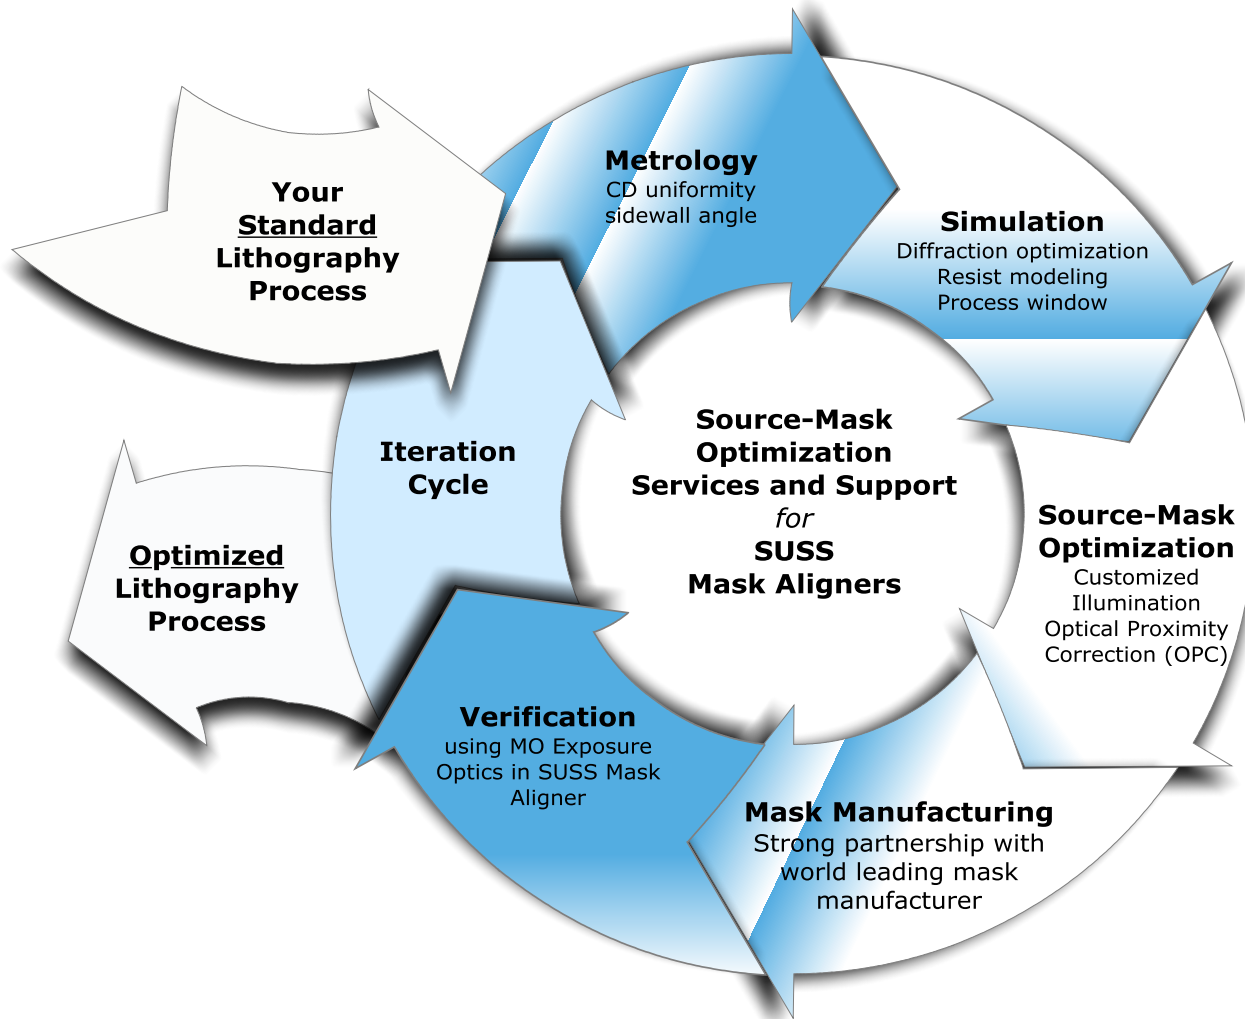 Your
Standard
Lithography
Process
Metrology
CD uniformity
sidewall angle
Simulation
Diffraction optimization
Resist modeling
Process window
Source-Mask
Optimization
Customized
Illumination
Optical Proximity
Correction (OPC)
Mask Manufacturing
Strong partnership with
world leading mask
manufacturer
Verification
using MO Exposure
Optics in SUSS Mask
Aligner
Iteration
Cycle
Optimized
Lithography
Process
Source-Mask
Optimization
Services and Support
for
SUSS
Mask Aligners